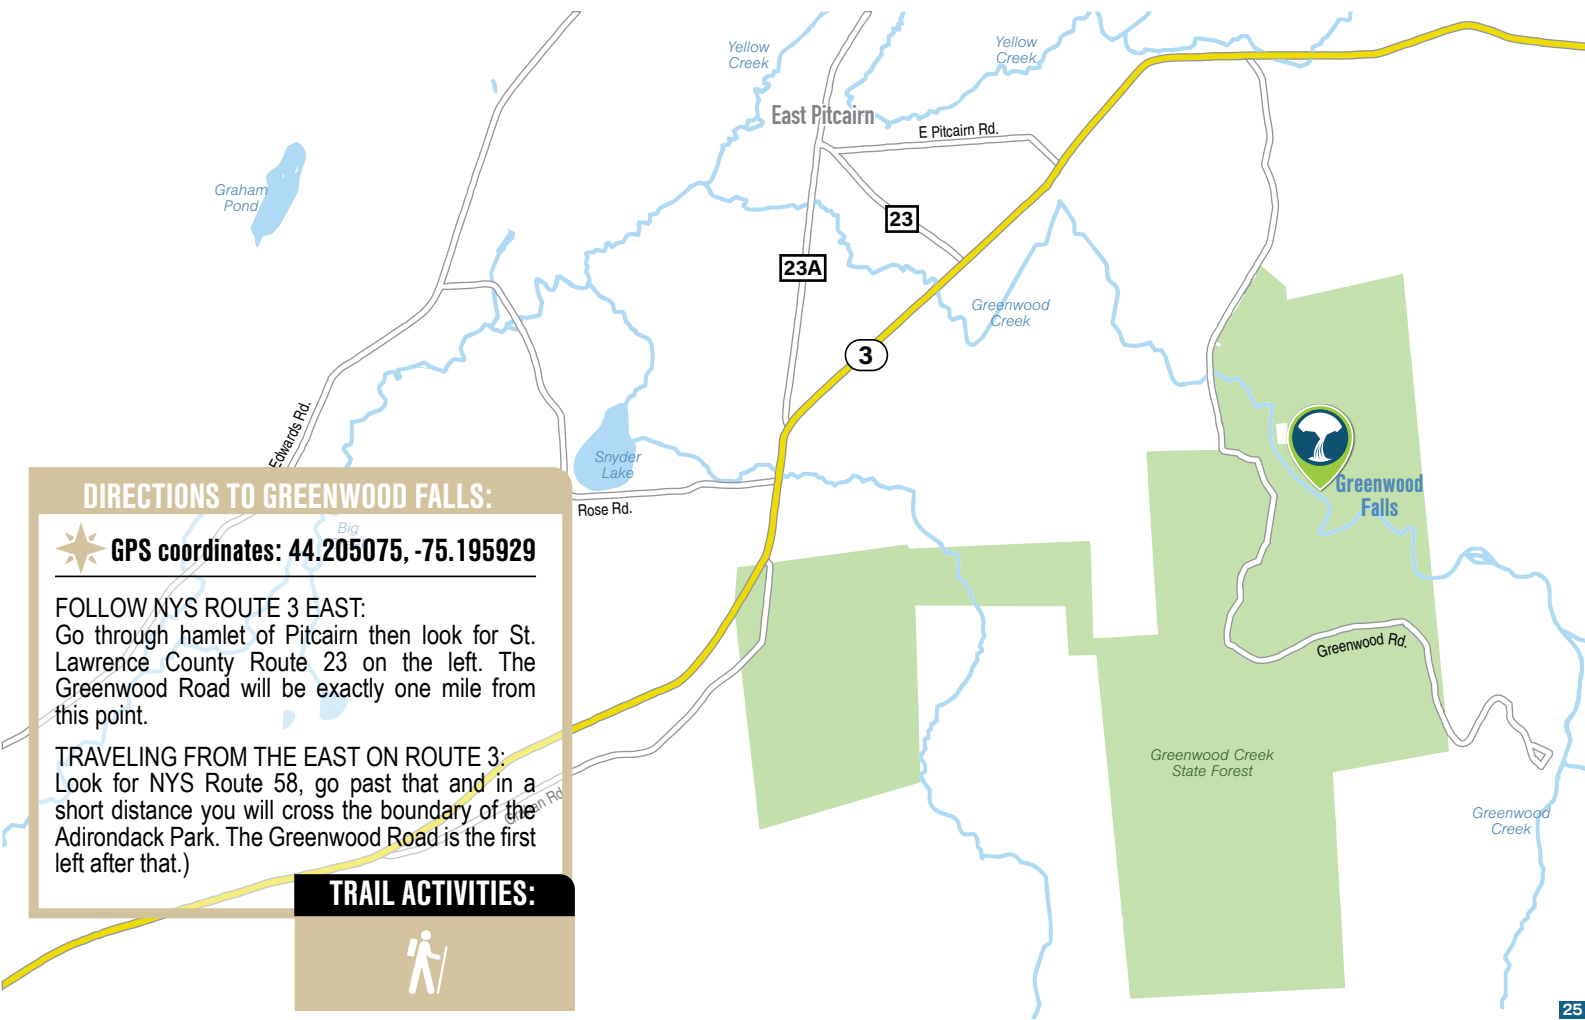 Yellow
Creek
Yellow
Creek
East Pitcairn
E Pitcairn Rd.
Graham
Pond
23
23A
Greenwood
Creek
3
Edwards Rd.
Snyder
Lake
Rose Rd.
Greenwood
Falls
DIRECTIONS TO GREENWOOD FALLS:
Big
GPS coordinates: 44.205075, -75.195929
FOLLOW NYS ROUTE 3 EAST:
Go through hamlet of Pitcairn then look for St.
Lawrence County Route 23 on the left. The
Greenwood Road will be exactly one mile from
this point.
TRAVELING FROM THE EAST ON ROUTE 3:
Look for NYS Route 58, go past that and in a
short distance you will cross the boundary of the
Adirondack Park. The Greenwood Road is the first
left after that.)
TRAIL ACTIVITIES:
Greenwood Rd.
Greenwood Creek
State Forest
Greenwood
Creek
25